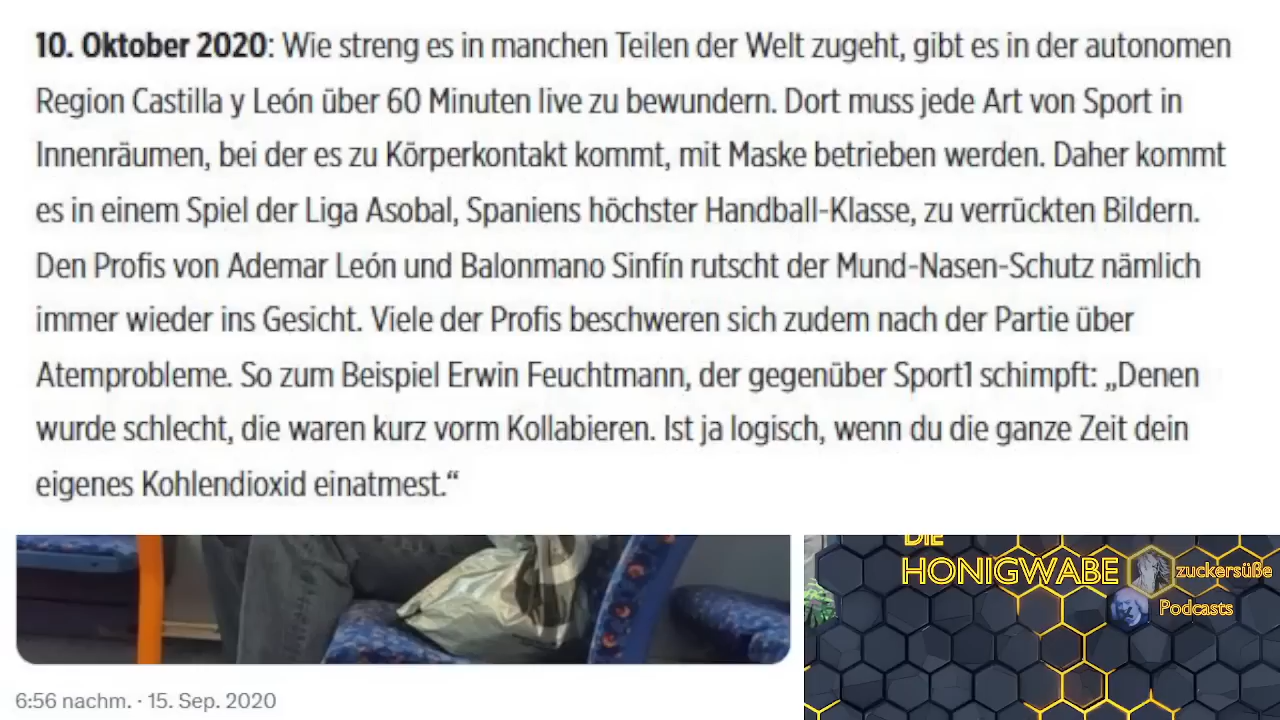 10. Oktober 2020: Wie streng es in manchen Teilen der Welt zugeht, gibt es in der autonomen
Region Castilla y León über 60 Minuten live zu bewundern. Dort muss jede Art von Sport in
Innenräumen, bei der es zu Körperkontakt kommt, mit Maske betrieben werden. Daher kommt
es in einem Spiel der Liga Asobal, Spaniens höchster Handball-Klasse, zu verrückten Bildern.
Den Profis von Ademar León und Balonmano Sinfín rutscht der Mund-Nasen-Schutz nämlich
immer wieder ins Gesicht. Viele der Profis beschweren sich zudem nach der Partie über
Atemprobleme. So zum Beispiel Erwin Feuchtmann, der gegenüber Sport1 schimpft: „Denen
wurde schlecht, die waren kurz vorm Kollabieren. Ist ja logisch, wenn du die ganze Zeit dein
eigenes Kohlendioxid einatmest.“
DIE
HONIGWABE
zuckersüße
Podcasts
6:56 nachm. · 15. Sep. 2020